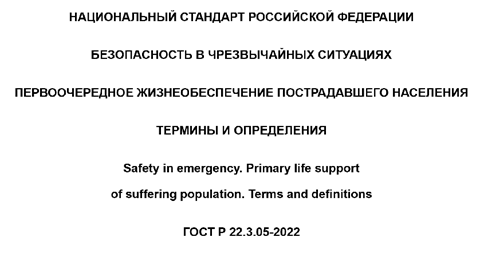 НАЦИОНАЛЬНЫЙ СТАНДАРТ РОССИЙСКОЙ ФЕДЕРАЦИИ
БЕЗОПАСНОСТЬ В ЧРЕЗВЫЧАЙНЫХ СИТУАЦИЯХ
ПЕРВООЧЕРЕДНОЕ ЖИЗНЕОБЕСПЕЧЕНИЕ ПОСТРАДАВШЕГО НАСЕЛЕНИЯ
ТЕРМИНЫ И ОПРЕДЕЛЕНИЯ
Safety in emergency. Primary life support
of suffering population. Terms and definitions
ГОСТ Р 22.3.05-2022